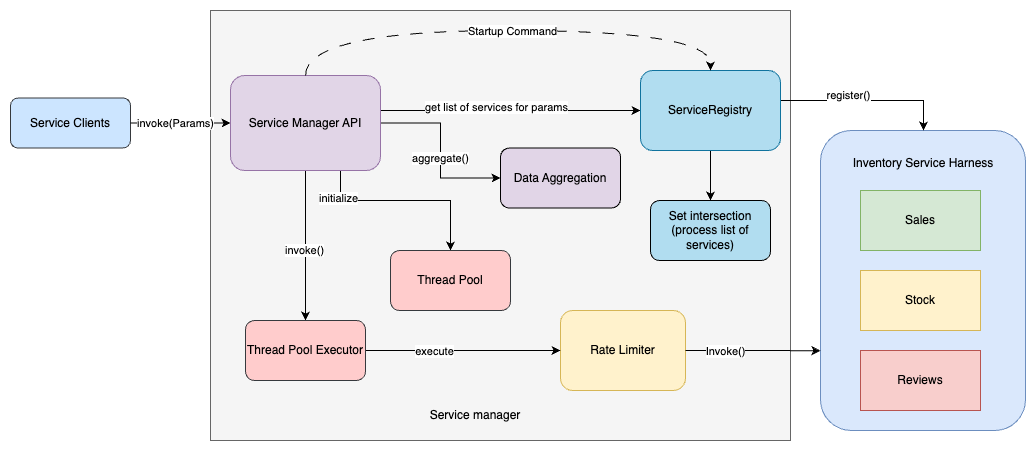 Startup Command
Service Clients
invoke(Params)
Service Manager API
get list of services for params
ServiceRegistry
register()
aggregate()
Data Aggregation
Inventory Service Harness
initialize
Set intersection
(process list of
services)
Sales
invoke()
Thread Pool
Stock
Thread Pool Executor
execute
Rate Limiter
Invoke()
Reviews
Service manager